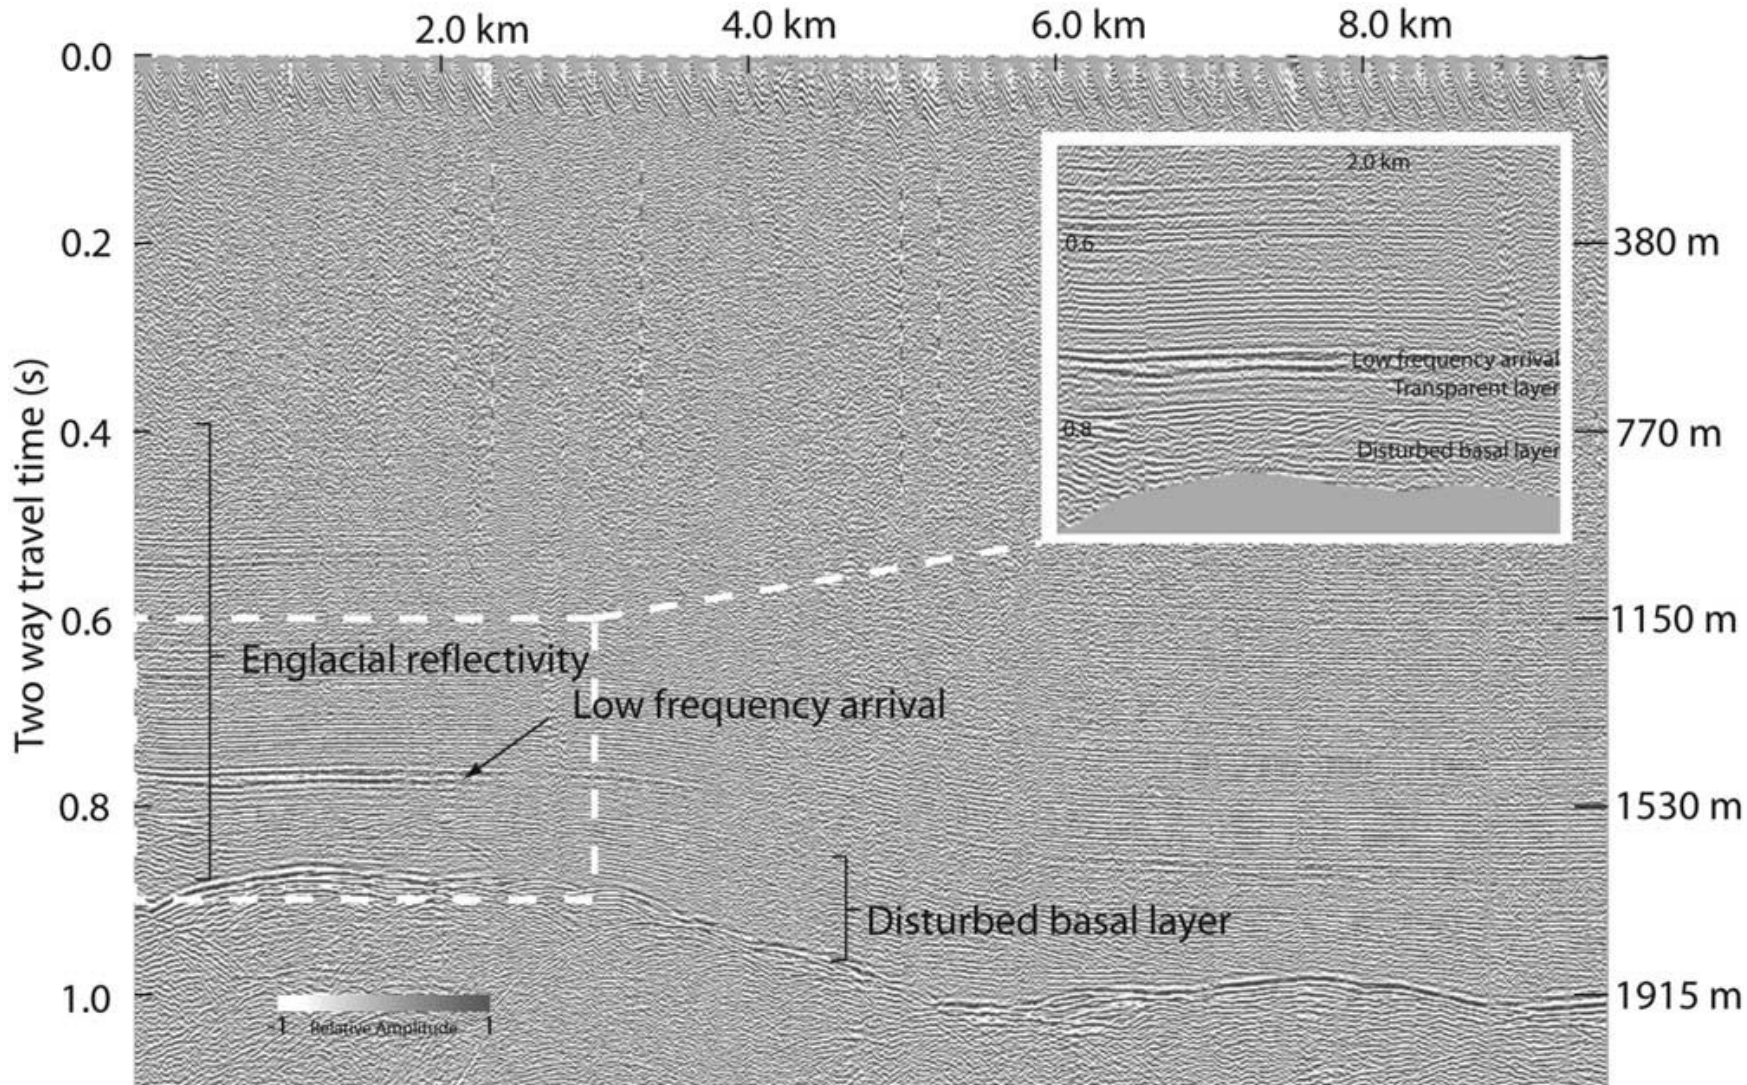 2.0 km
4.0 km
6.0 km
8.0 km
0.0
0.2
0.4
0.6
0.8
1.0
Two way travel time (s)
380 m
770 m
1150 m
1530 m
1915 m
2.0 km
0.6
Low frequency arrival
Transparent layer
0.8
Disturbed basal layer
Englacial reflectivity
Low frequency arrival
Disturbed basal layer
-1 Relative Amplitude 1